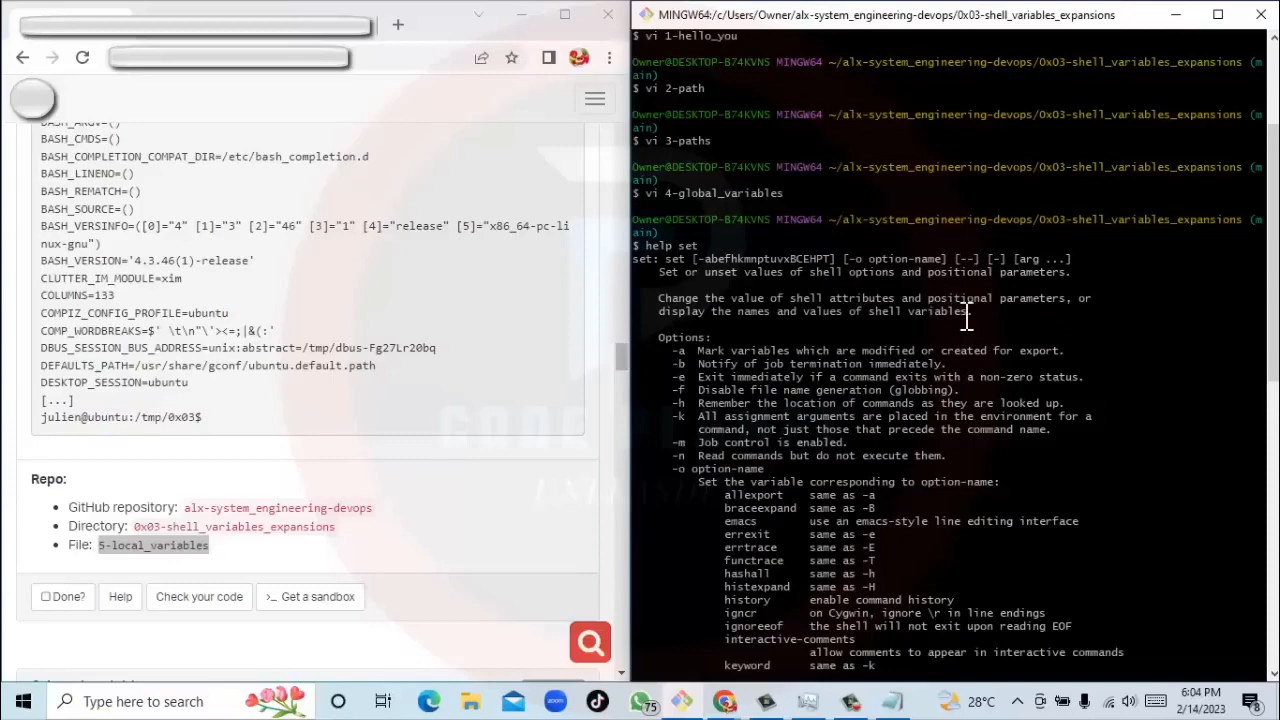 BASH_ARGV=()
BASH_CMDS=()
BASH_COMPLETION_COMPAT_DIR=/etc/bash_completion.d
BASH_LINENO=()
BASH_REMATCH=()
BASH_SOURCE=()
BASH_VERSINFO=([0]="4" [1]="3" [2]="46" [3]="1" [4]="release" [5]="x86_64-pc-li
nux-gnu")
BASH_VERSION='4.3.46(1)-release'
CLUTTER_IM_MODULE=xim
COLUMNS=133
COMPIZ_CONFIG_PROFILE=ubuntu
COMP_WORDBREAKS=$' \t\n"\'><=;|&(:'
DBUS_SESSION_BUS_ADDRESS=unix:abstract=/tmp/dbus-Fg27Lr20bq
DEFAULTS_PATH=/usr/share/gconf/ubuntu.default.path
DESKTOP_SESSION=ubuntu
[...]
julien@ubuntu:/tmp/0x03$
Repo:
GitHub repository: alx-system_engineering-devops
Directory: 0x03-shell_variables_expansions
File: 5-local_variables
Done?
Help
Check your code
>_ Get a sandbox
MINGW64:/c/Users/Owner/alx-system_engineering-devops/0x03-shell_variables_expansions
$ vi 1-hello_you
Owner@DESKTOP-B74KVNS MINGW64 ~/alx-system_engineering-devops/0x03-shell_variables_expansions (m
ain)
$ vi 2-path
Owner@DESKTOP-B74KVNS MINGW64 ~/alx-system_engineering-devops/0x03-shell_variables_expansions (m
ain)
$ vi 3-paths
Owner@DESKTOP-B74KVNS MINGW64 ~/alx-system_engineering-devops/0x03-shell_variables_expansions (m
ain)
$ vi 4-global_variables
Owner@DESKTOP-B74KVNS MINGW64 ~/alx-system_engineering-devops/0x03-shell_variables_expansions (m
ain)
$ help set
set: set [-abefhkmnptuvxBCEHPT] [-o option-name] [--] [-] [arg ...]
Set or unset values of shell options and positional parameters.
Change the value of shell attributes and positional parameters, or
display the names and values of shell variables.
Options:
-a Mark variables which are modified or created for export.
-b Notify of job termination immediately.
-e Exit immediately if a command exits with a non-zero status.
-f Disable file name generation (globbing).
-h Remember the location of commands as they are looked up.
-k All assignment arguments are placed in the environment for a
command, not just those that precede the command name.
-m Job control is enabled.
-n Read commands but do not execute them.
-o option-name
Set the variable corresponding to option-name:
allexport same as -a
braceexpand same as -B
emacs use an emacs-style line editing interface
errexit same as -e
errtrace same as -E
functrace same as -T
hashall same as -h
histexpand same as -H
history enable command history
igncr on Cygwin, ignore \r in line endings
ignoreeof the shell will not exit upon reading EOF
interactive-comments
allow comments to appear in interactive commands
keyword same as -k
Type here to search
zoom
75
28°C
6:04 PM
2/14/2023
8